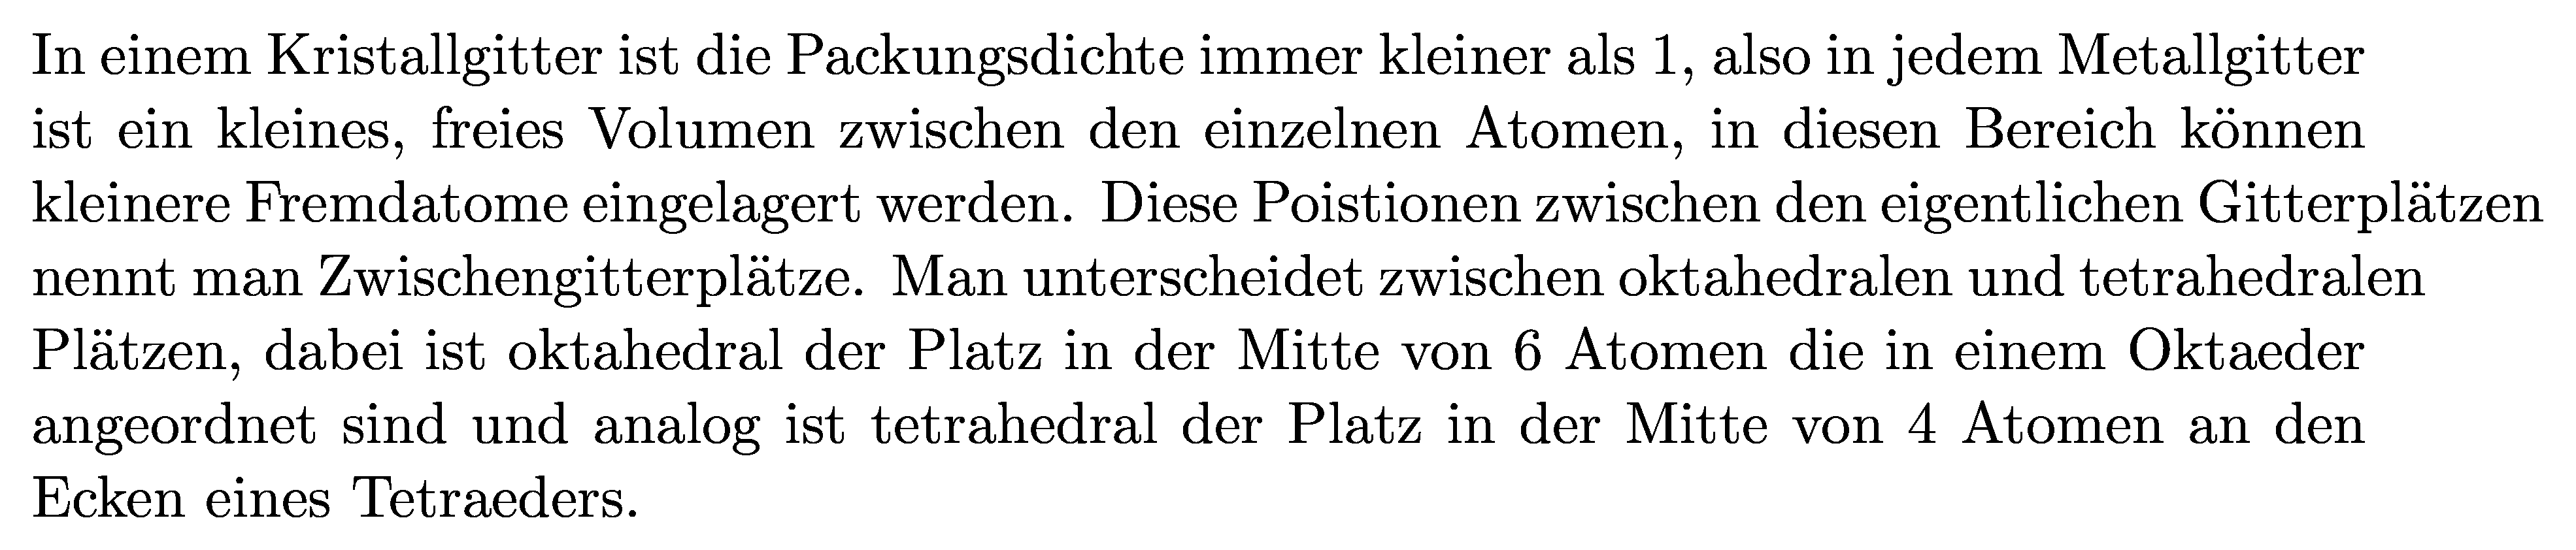 In einem Kristallgitter ist die Packungsdichte immer kleiner als 1, also in jedem Metallgitter
ist ein kleines, freies Volumen zwischen den einzelnen Atomen, in diesen Bereich können
kleinere Fremdatome eingelagert werden. Diese Poistionen zwischen den eigentlichen Gitterplätzen
nennt man Zwischengitterplätze. Man unterscheidet zwischen oktahedralen und tetrahedralen
Plätzen, dabei ist oktahedral der Platz in der Mitte von 6 Atomen die in einem Oktaeder
angeordnet sind und analog ist tetrahedral der Platz in der Mitte von 4 Atomen an den
Ecken eines Tetraeders.